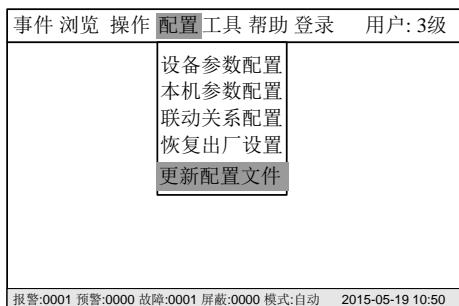 事件 浏览 操作 配置 工具 帮助 登录 用户: 3级
设备参数配置
本机参数配置
联动关系配置
恢复出厂设置
更新配置文件
报警:0001 预警:0000 故障:0001 屏蔽:0000 模式:自动 2015-05-19 10:50